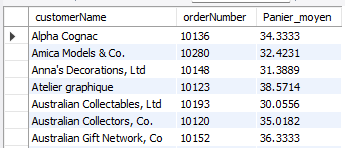 customerName orderNumber Panier_moyen
Alpha Cognac 10136 34.3333
Amica Models & Co. 10280 32.4231
Anna's Decorations, Ltd 10148 31.3889
Atelier graphique 10123 38.5714
Australian Collectables, Ltd 10193 30.0556
Australian Collectors, Co. 10120 35.0182
Australian Gift Network, Co 10152 36.3333